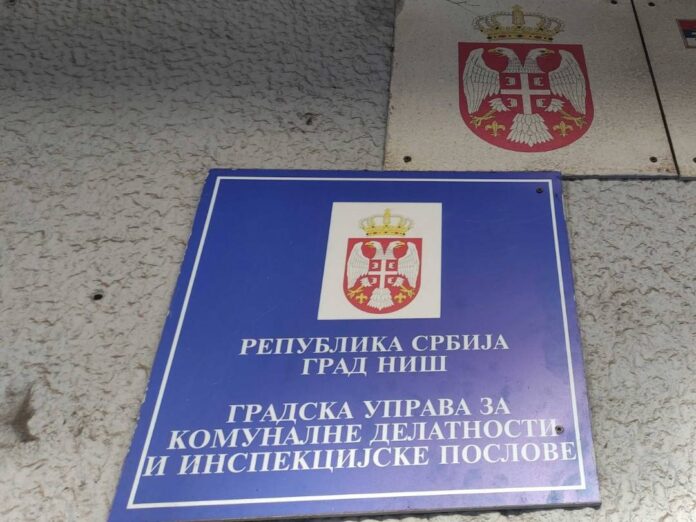 РЕПУБЛИКА СРБИЈА
ГРАД НИШ
ГРАДСКА УПРАВА ЗА
КОМУНАЛНЕ ДЕЛАТНОСТИ
И ИНСПЕКЦИЈСКЕ ПОСЛОВЕ